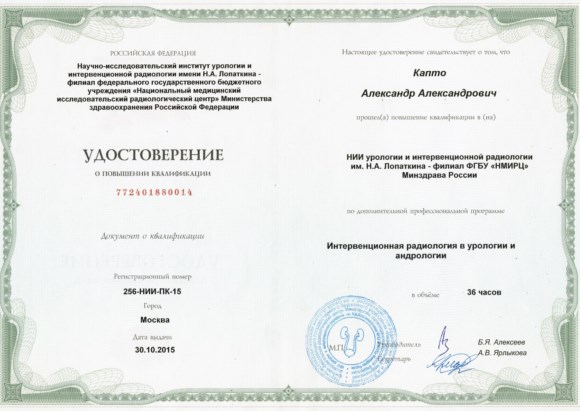 РОССИЙСКАЯ ФЕДЕРАЦИЯ
Научно-исследовательский институт урологии и
интервенционной радиологии имени Н.А. Лопаткина -
филиал федерального государственного бюджетного
учреждения «Национальный медицинский
исследовательский радиологический центр» Министерства
здравоохранения Российской Федерации
УДОСТОВЕРЕНИЕ
О ПОВЫШЕНИИ КВАЛИФИКАЦИИ
772401880014
Документ о квалификации
Регистрационный номер
256-НИИ-ПК-15
Город
Москва
Дата выдачи
30.10.2015
Настоящее удостоверение свидетельствует о том, что
Капто
Александр Александрович
прошел(а) повышение квалификации в (на)
НИИ урологии и интервенционной радиологии
им. Н.А. Лопаткина - филиал ФГБУ «НМИРЦ»
Минздрава России
по дополнительной профессиональной программе
Интервенционная радиология в урологии и
андрологии
в объёме 36 часов
М.П. Руководитель Б.Я. Алексеев
Секретарь А.В. Ярлыкова